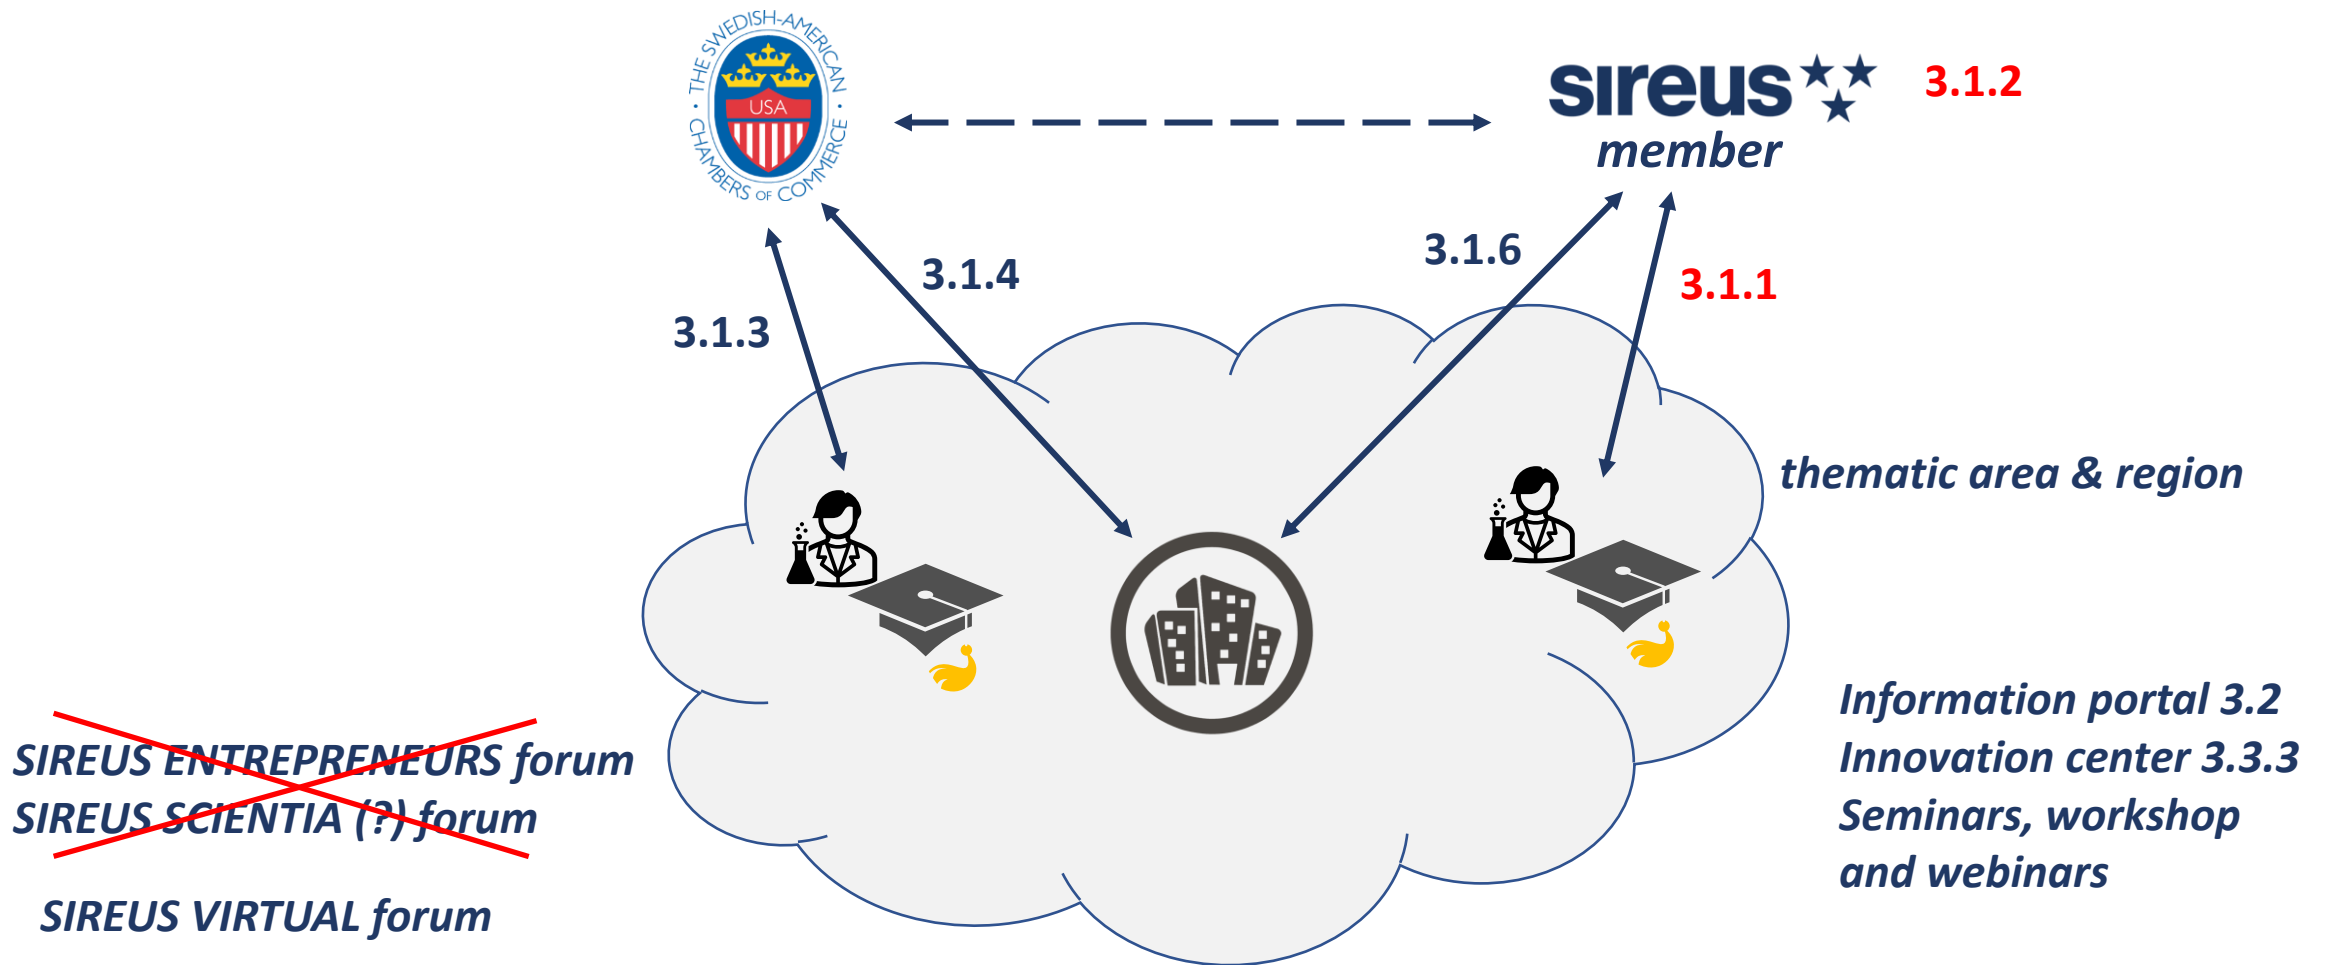 THE SWEDISH-AMERICAN
CHAMBERS OF COMMERCE
USA
sıreus
member
3.1.2
3.1.6
3.1.4
3.1.1
3.1.3
thematic area & region
Information portal 3.2
Innovation center 3.3.3
Seminars, workshop
and webinars
SIREUS ENTREPRENEURS forum
SIREUS SCIENTIA (?) forum
SIREUS VIRTUAL forum